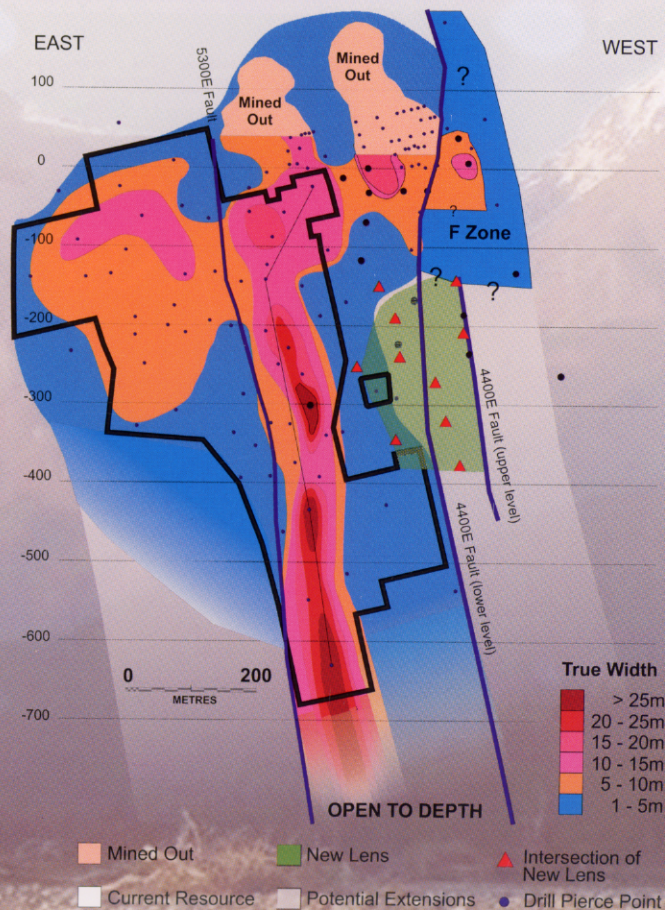 EAST
WEST
5300E Fault
Mined
Out
Mined
Out
100
0
-100
-200
-300
-400
-500
-600
-700
?
?
F Zone
?
?
4400E Fault (upper level)
4400E Fault (lower level)
0 200
METRES
OPEN TO DEPTH
True Width
> 25m
20 - 25m
15 - 20m
10 - 15m
5 - 10m
1 - 5m
Mined Out
New Lens
Intersection of
New Lens
Current Resource
Potential Extensions
Drill Pierce Point